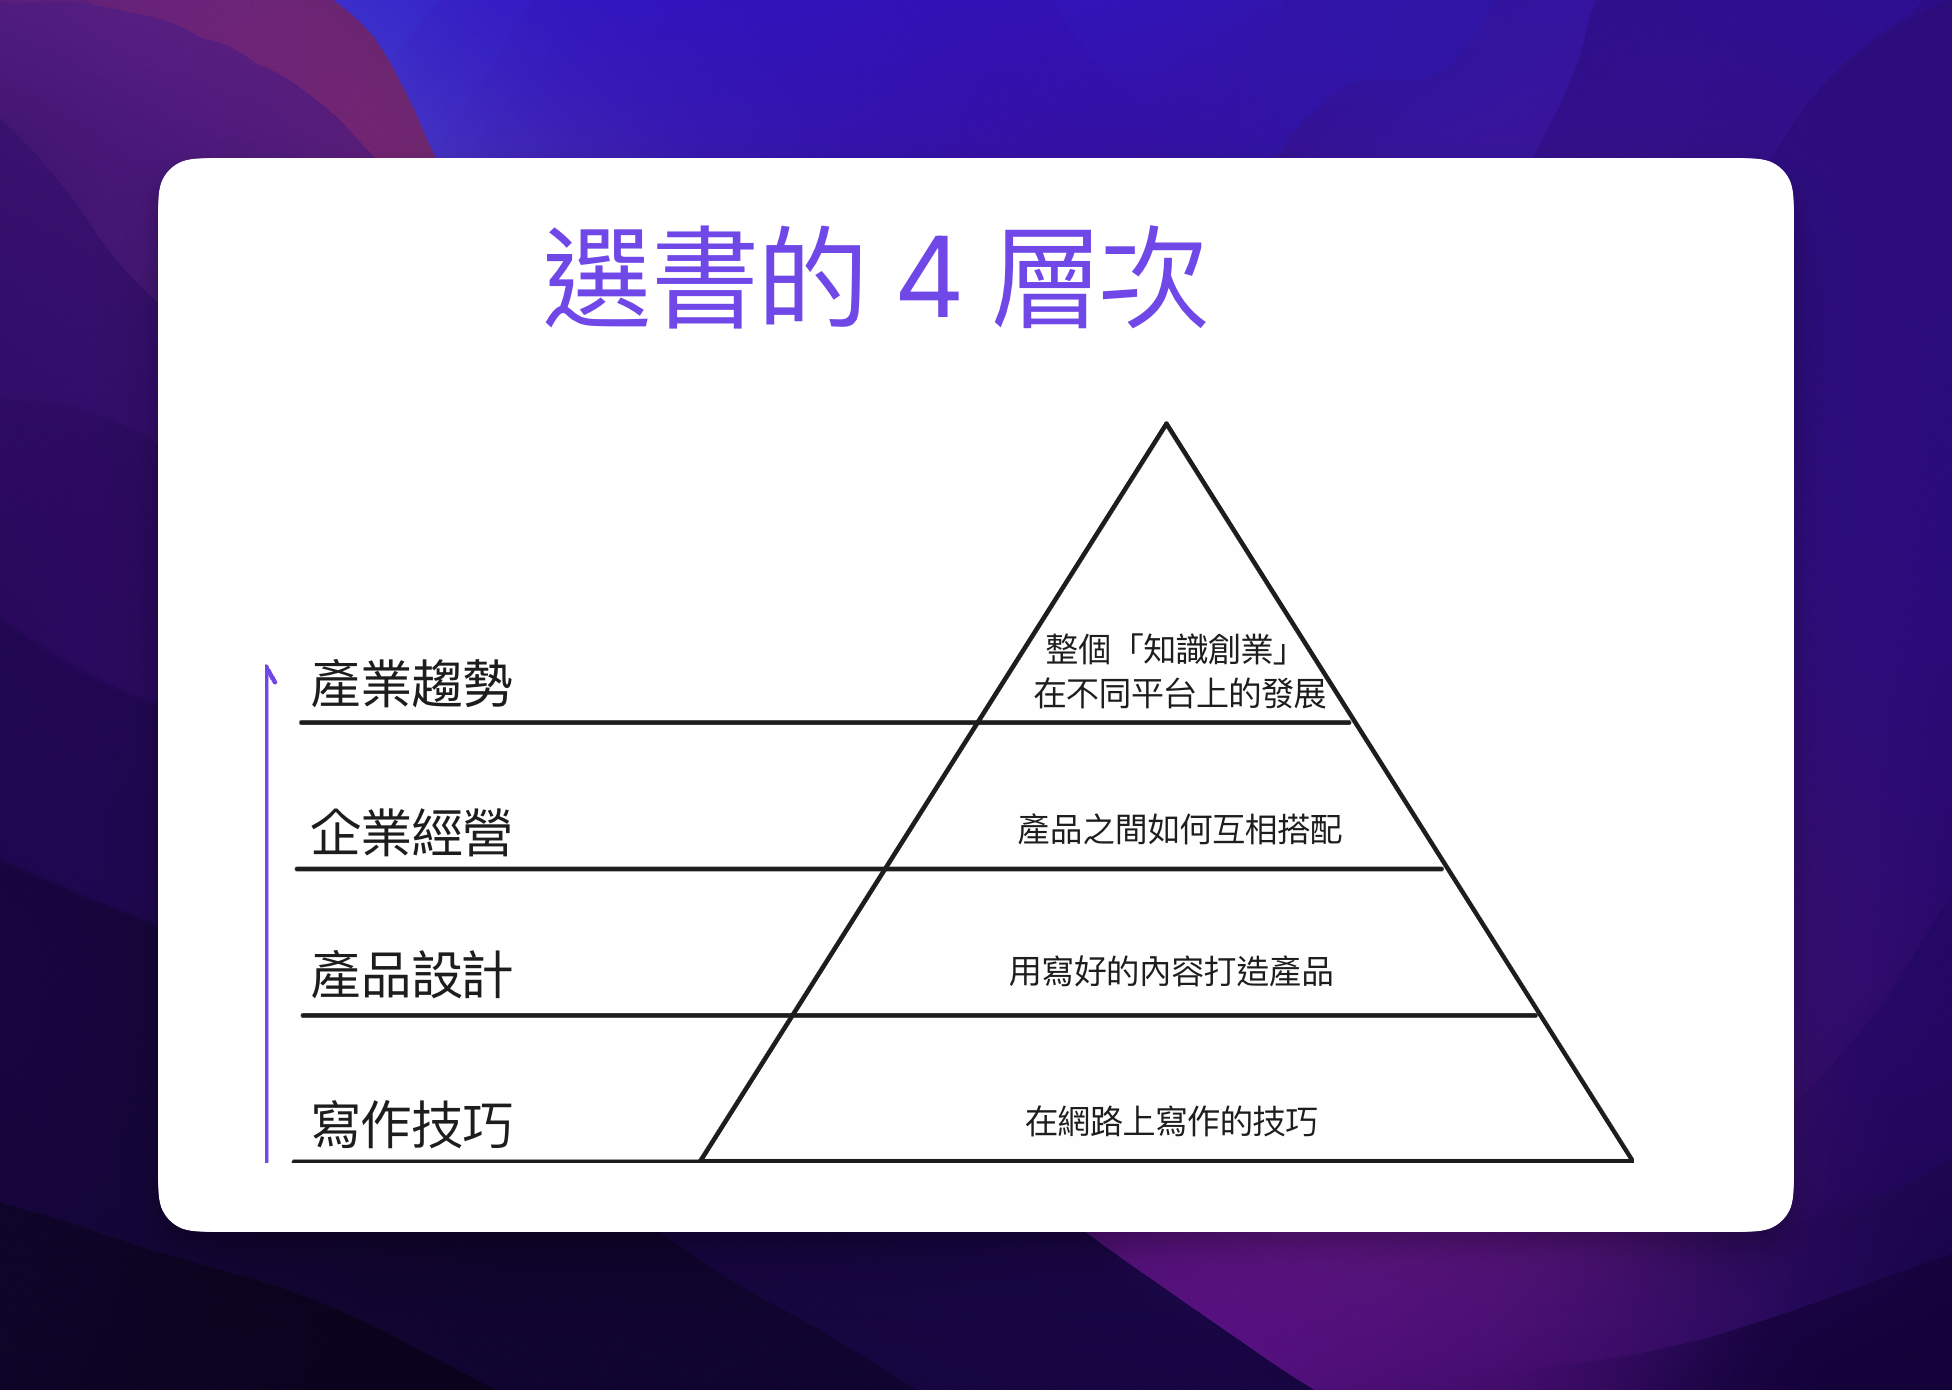 選書的 4 層次
產業趨勢
整個「知識創業」
在不同平台上的發展
企業經營
產品之間如何互相搭配
產品設計
用寫好的內容打造產品
寫作技巧
在網路上寫作的技巧